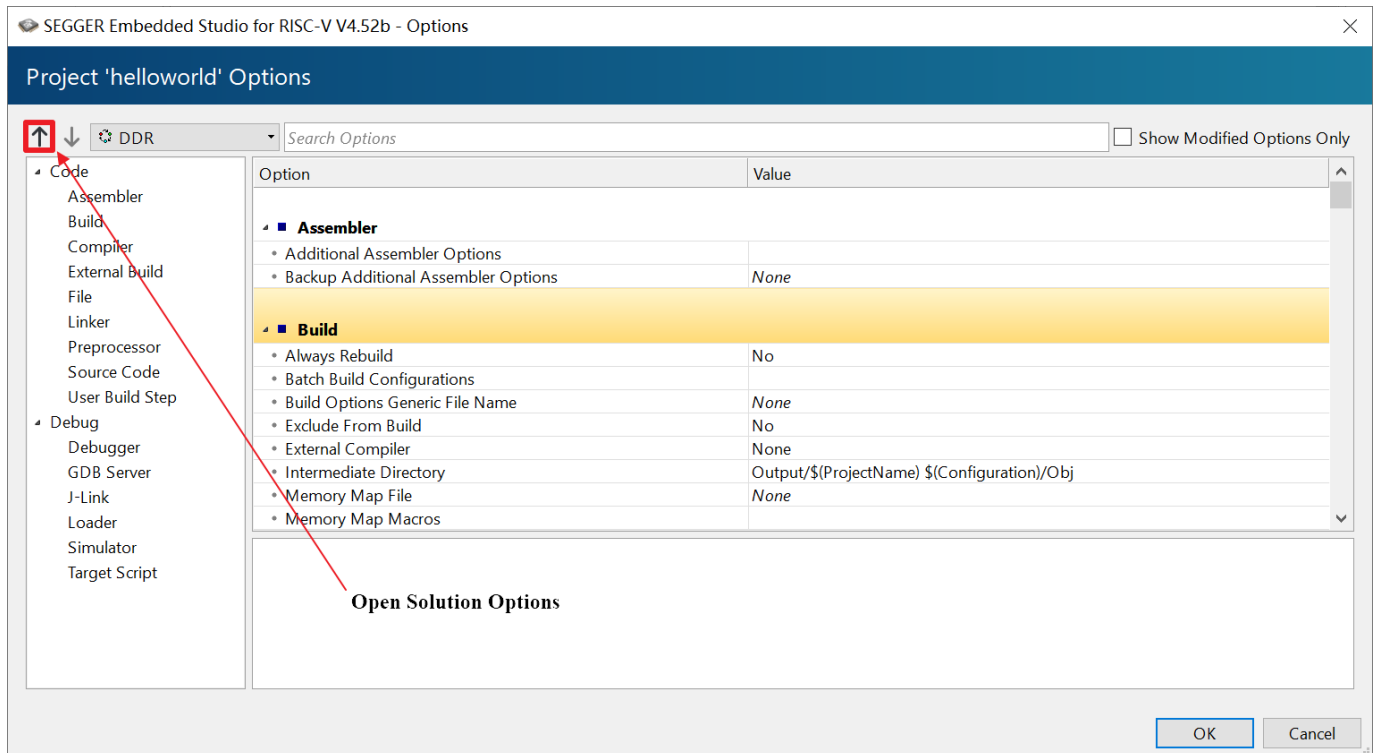 SEGGER Embedded Studio for RISC-V V4.52b - Options
Project 'helloworld' Options
DDR
Search Options
Show Modified Options Only
Code
Assembler
Build
Compiler
External Build
File
Linker
Preprocessor
Source Code
User Build Step
Debug
Debugger
GDB Server
J-Link
Loader
Simulator
Target Script
Option Value
Assembler
Additional Assembler Options
Backup Additional Assembler Options None
Build
Always Rebuild No
Batch Build Configurations
Build Options Generic File Name None
Exclude From Build No
External Compiler None
Intermediate Directory Output/$(ProjectName) $(Configuration)/Obj
Memory Map File None
Memory Map Macros
Open Solution Options
OK Cancel